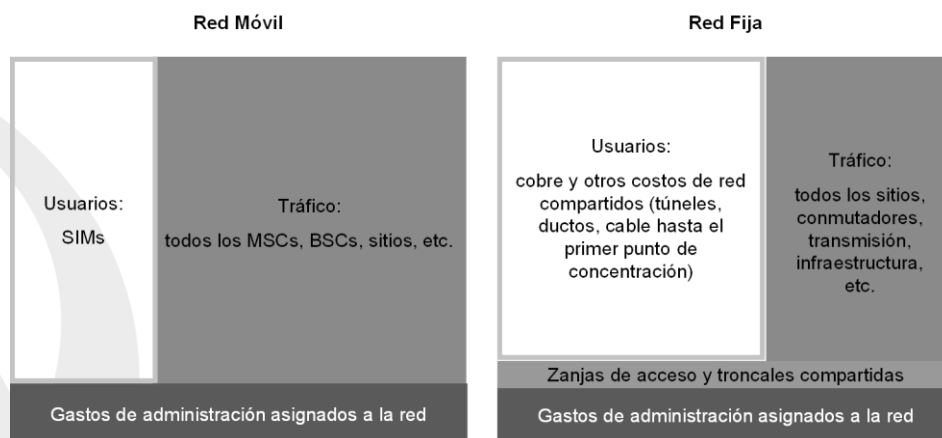 Red Móvil
Usuarios:
SIMs
Tráfico:
todos los MSCs, BSCs, sitios, etc.
Gastos de administración asignados a la red
Red Fija
Usuarios:
cobre y otros costos de red
compartidos (túneles,
ductos, cable hasta el
primer punto de
concentración)
Tráfico:
todos los sitios,
conmutadores,
transmisión,
infraestructura,
etc.
Zanjas de acceso y troncales compartidas
Gastos de administración asignados a la red